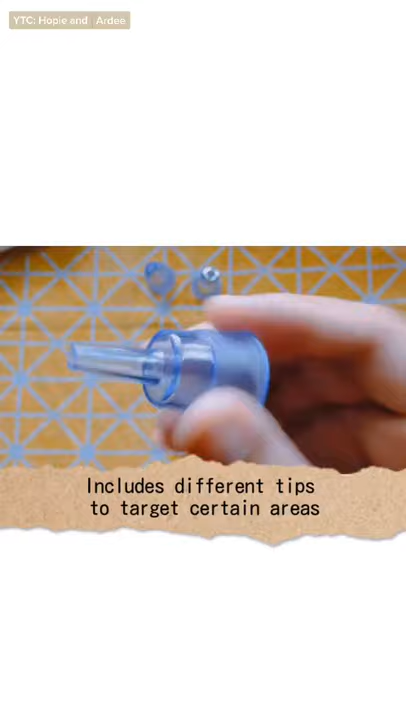 YTC: Hopie and Ardee
Includes different tips
to target certain areas